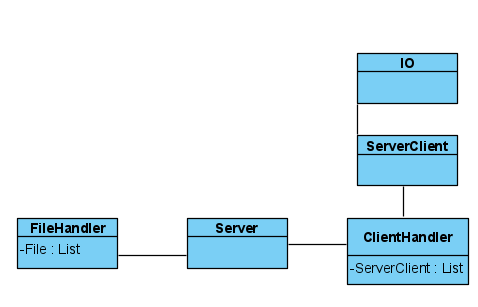 IO
ServerClient
FileHandler
-File : List
Server
ClientHandler
-ServerClient : List